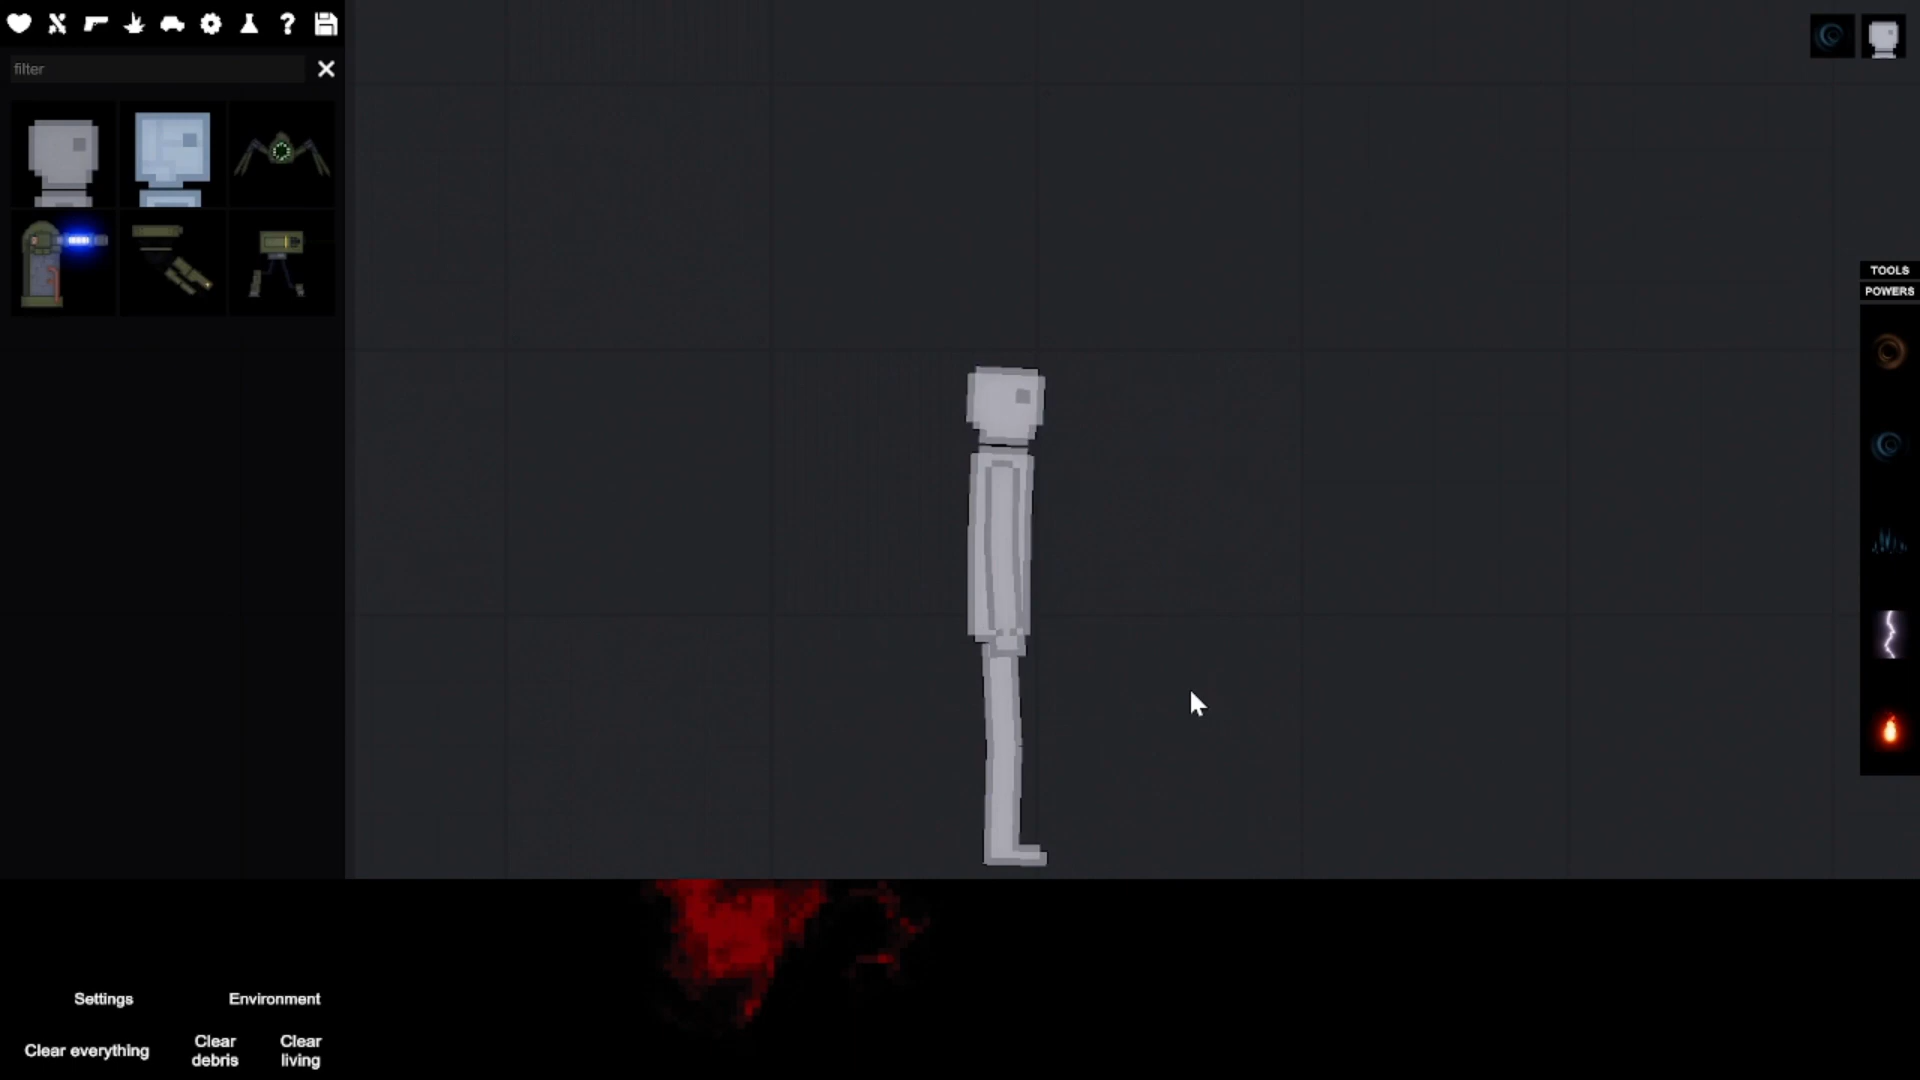 filter
TOOLS
POWERS
Settings
Environment
Clear everything
Clear
debris
Clear
living